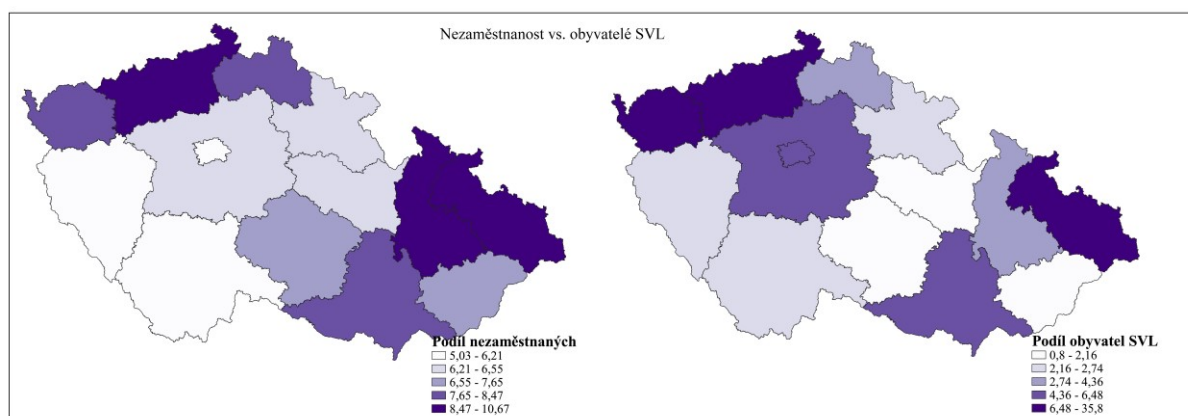 Nezaměstnanost vs. obyvatelé SVL
Podíl nezaměstnaných
5,03 - 6,21
6,21 - 6,55
6,55 - 7,65
7,65 - 8,47
8,47 - 10,67
Podíl obyvatel SVL
0,8 - 2,16
2,16 - 2,74
2,74 - 4,36
4,36 - 6,48
6,48 - 35,8